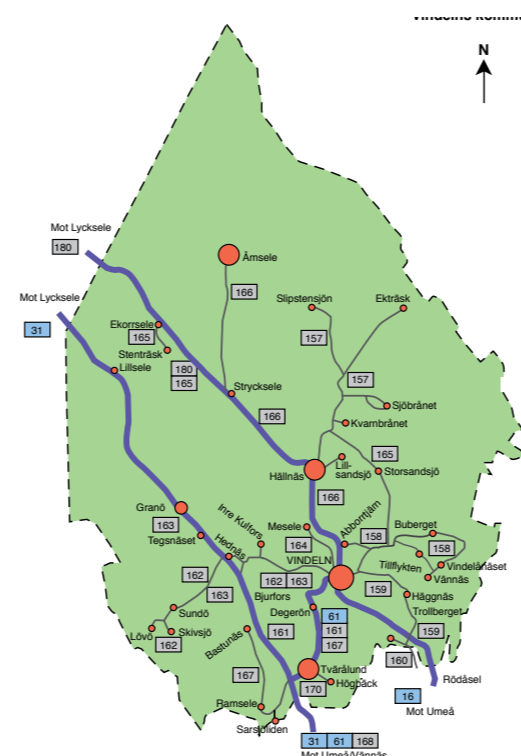 N
Mot Lycksele
180
Åmsele
166
Mot Lycksele
31
Slipstensjön
Ekträsk
Ekorrsele
165
157
Stenträsk
Lillsele
180
165
157
Strycksele
166
Sjöbrånet
Kvarnbrånet
165
Lill-
sandsjö
Storsandsjö
Hällnäs
166
Granö
163
Tegsnäset
Inre Kulfors
Mesele
Abborrtjärn
158
Buberget
164
158
Hednäs
VINDELN
Tillflykten
Vindelånäset
Vännäs
162
162
163
159
Häggnäs
163
Bjurfors
Degerön
Trollberget
Sundö
61
161
167
Lövö
Skivsjö
161
159
162
Bastunäs
160
Tvärålund
167
170
Högbäck
Rödåsel
16
Mot Umeå
Ramsele
Sarsjöliden
31
61
168
Mot Umeå/Vännäs